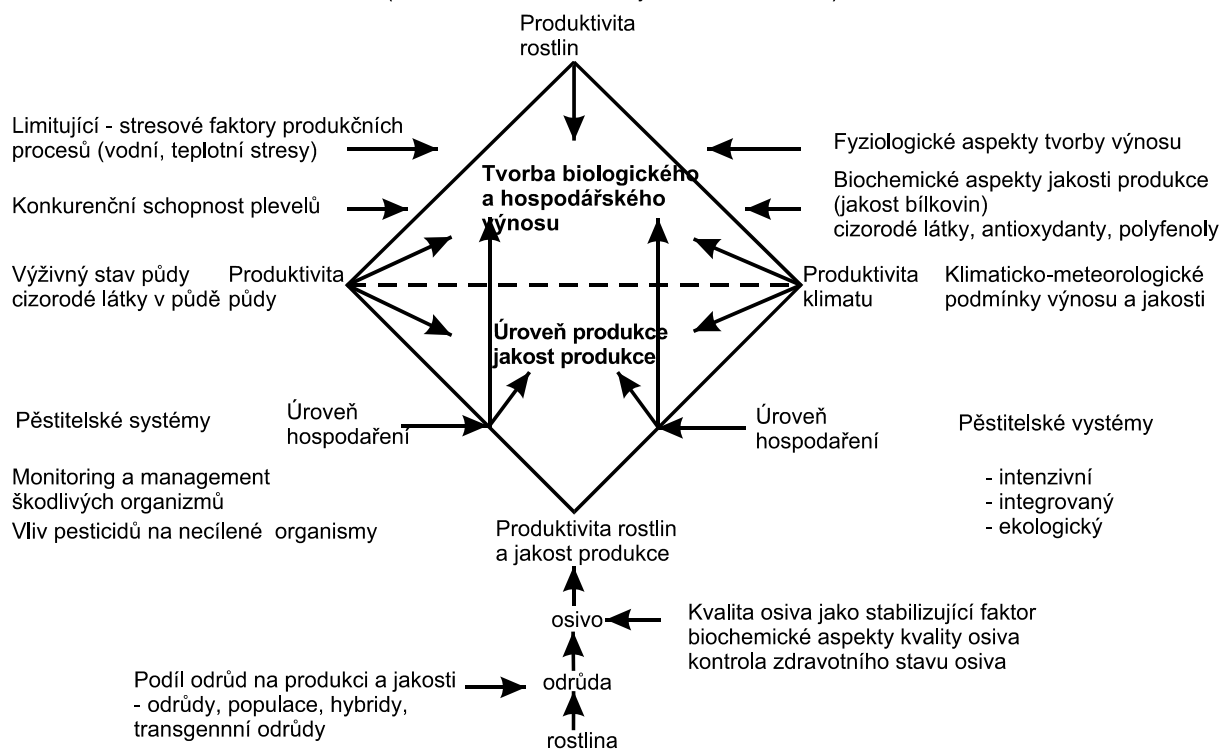 Produktivita
rostlin
Limitující - stresové faktory produkčních
procesů (vodní, teplotní stresy)
Fyziologické aspekty tvorby výnosu
Tvorba biologického
a hospodářského
výnosu
Biochemické aspekty jakosti produkce
(jakost bílkovin)
cizorodé látky, antioxydanty, polyfenoly
Konkurenční schopnost plevelů
Výživný stav půdy
cizorodé látky v půdě
Produktivita
půdy
Produktivita
klimatu
Klimaticko-meteorologické
podmínky výnosu a jakosti
Úroveň produkce
jakost produkce
Pěstitelské systémy
Úroveň
hospodaření
Úroveň
hospodaření
Pěstitelské vystémy
Monitoring a management
škodlivých organizmů
Vliv pesticidů na necílené organismy
- intenzivní
- integrovaný
- ekologický
Produktivita rostlin
a jakost produkce
osivo
Kvalita osiva jako stabilizující faktor
biochemické aspekty kvality osiva
kontrola zdravotního stavu osiva
Podíl odrůd na produkci a jakosti
- odrůdy, populace, hybridy,
transgennní odrůdy
odrůda
rostlina